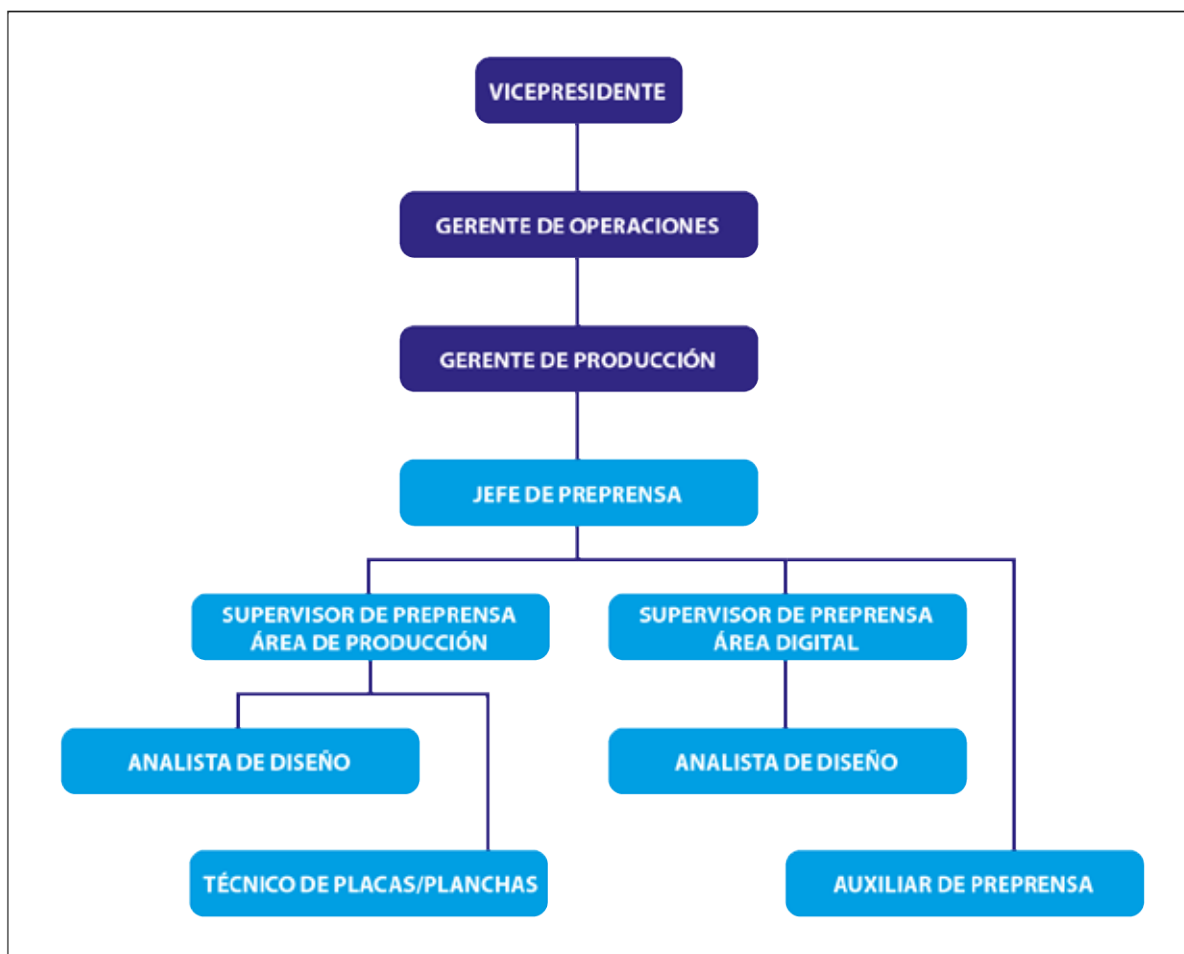 VICEPRESIDENTE
GERENTE DE OPERACIONES
GERENTE DE PRODUCCIÓN
JEFE DE PREPRENSA
SUPERVISOR DE PREPRENSA
ÁREA DE PRODUCCIÓN
SUPERVISOR DE PREPRENSA
ÁREA DIGITAL
ANALISTA DE DISEÑO
ANALISTA DE DISEÑO
TÉCNICO DE PLACAS/PLANCHAS
AUXILIAR DE PREPRENSA